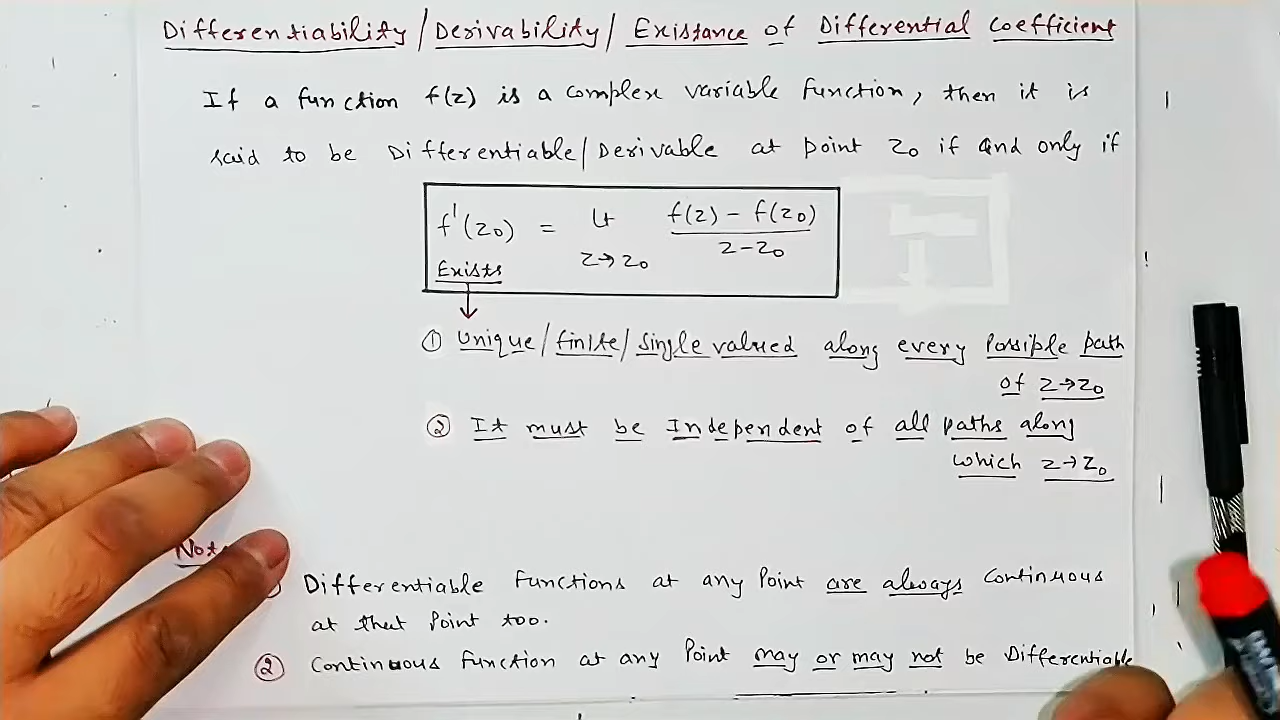 Differentiability/Derivability/Existance of Differential Coefficient
If a function f(z) is a complex variable function, then it is
said to be Differentiable/Derivable at point z₀ if and only if
f'(z₀) = Lt z→z₀ f(z) - f(z₀) / z - z₀
Exists
① Unique/finite/single valued along every possible path
of z→z₀
② It must be Independent of all paths along
which z→z₀
Differentiable Functions at any Point are always continuous
at that Point too.
② Continuous function at any Point may or may not be Differentiable